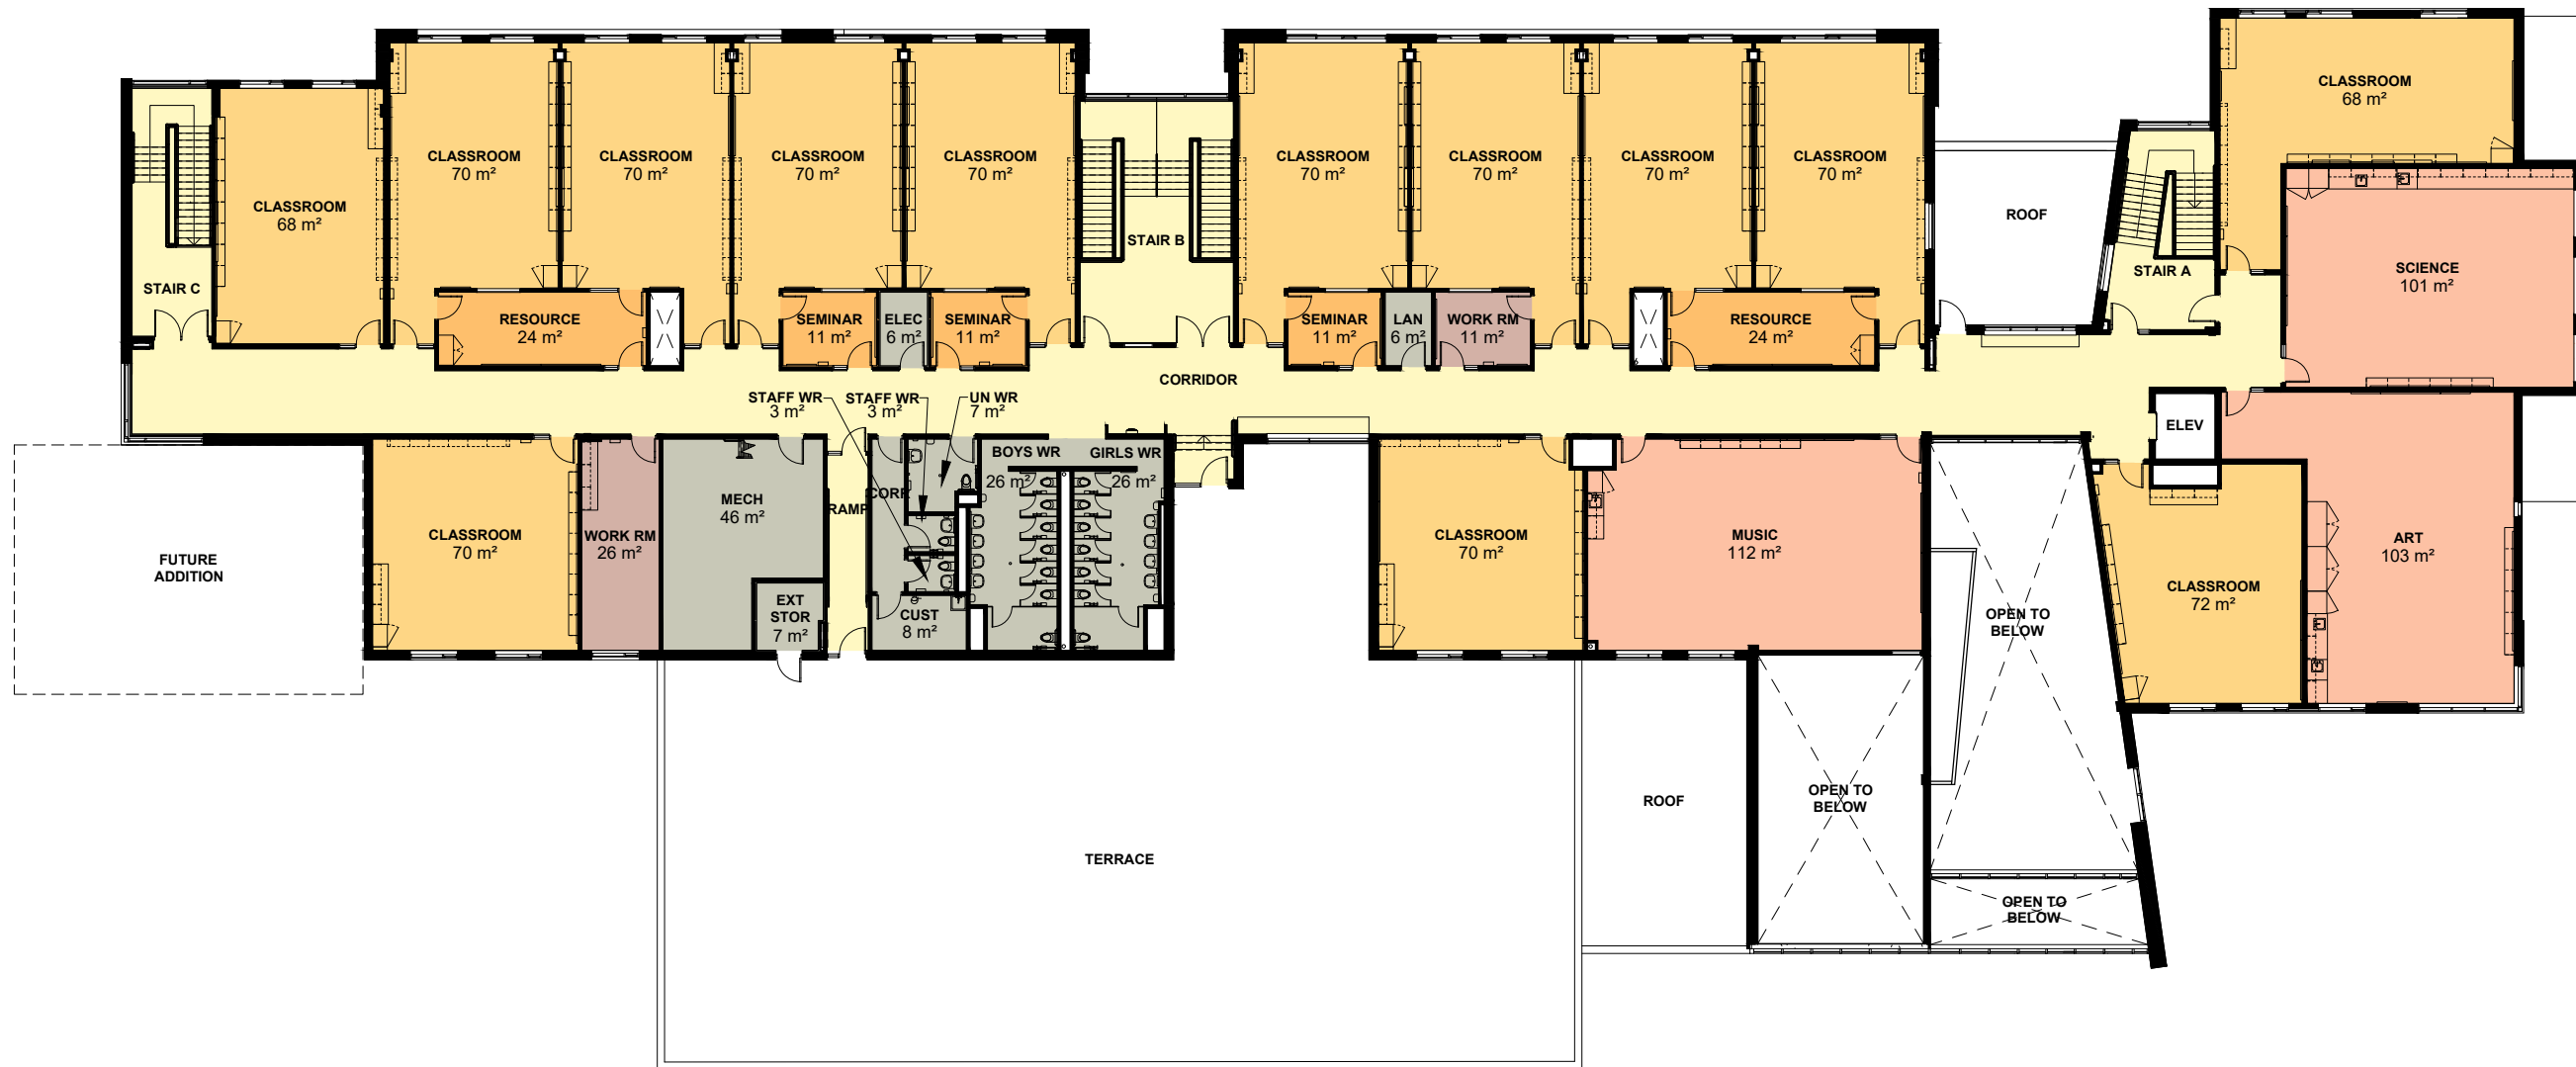 CLASSROOM
68 m²
CLASSROOM
70 m²
CLASSROOM
70 m²
CLASSROOM
70 m²
CLASSROOM
70 m²
CLASSROOM
70 m²
CLASSROOM
70 m²
CLASSROOM
70 m²
CLASSROOM
70 m²
CLASSROOM
68 m²
ROOF
STAIR B
STAIR A
SCIENCE
101 m²
STAIR C
RESOURCE
24 m²
SEMINAR
11 m²
ELEC
6 m²
SEMINAR
11 m²
SEMINAR
11 m²
LAN
6 m²
WORK RM
11 m²
RESOURCE
24 m²
CORRIDOR
STAFF WR
3 m²
STAFF WR
3 m²
UN WR
7 m²
ELEV
BOYS WR
26 m²
GIRLS WR
26 m²
CORR
RAMP
MECH
46 m²
CLASSROOM
70 m²
WORK RM
26 m²
CLASSROOM
70 m²
MUSIC
112 m²
ART
103 m²
FUTURE
ADDITION
CLASSROOM
72 m²
EXT
STOR
7 m²
CUST
8 m²
OPEN TO
BELOW
ROOF
OPEN TO
BELOW
TERRACE
OPEN TO
BELOW